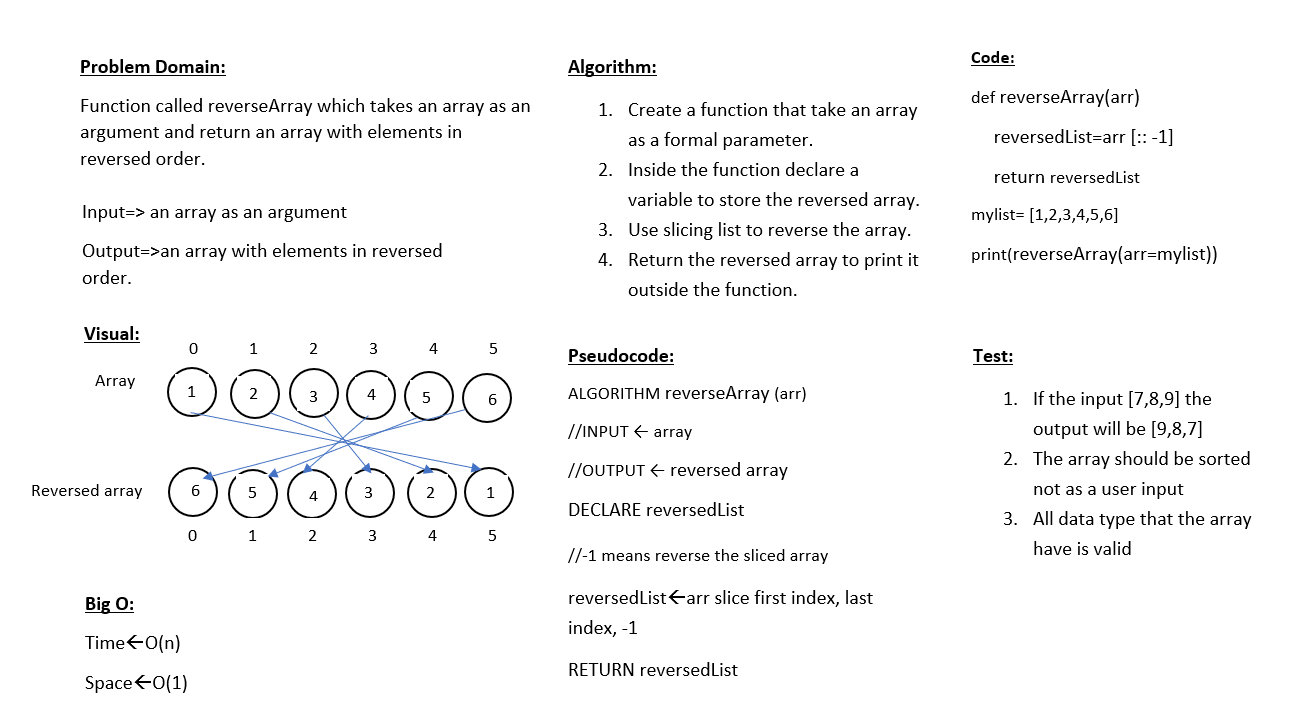 Problem Domain:
Function called reverseArray which takes an array as an
argument and return an array with elements in
reversed order.
Input=> an array as an argument
Output=>an array with elements in reversed
order.
Visual:
0 1 2 3 4 5
Array
1 2 3 4 5 6
Reversed array
6 5 4 3 2 1
0 1 2 3 4 5
Big O:
Time←O(n)
Space←O(1)
Algorithm:
1. Create a function that take an array
as a formal parameter.
2. Inside the function declare a
variable to store the reversed array.
3. Use slicing list to reverse the array.
4. Return the reversed array to print it
outside the function.
Pseudocode:
ALGORITHM reverseArray (arr)
//INPUT ← array
//OUTPUT ← reversed array
DECLARE reversedList
//-1 means reverse the sliced array
reversedList←arr slice first index, last
index, -1
RETURN reversedList
Code:
def reverseArray(arr)
reversedList=arr [:: -1]
return reversedList
mylist= [1,2,3,4,5,6]
print(reverseArray(arr=mylist))
Test:
1. If the input [7,8,9] the
output will be [9,8,7]
2. The array should be sorted
not as a user input
3. All data type that the array
have is valid